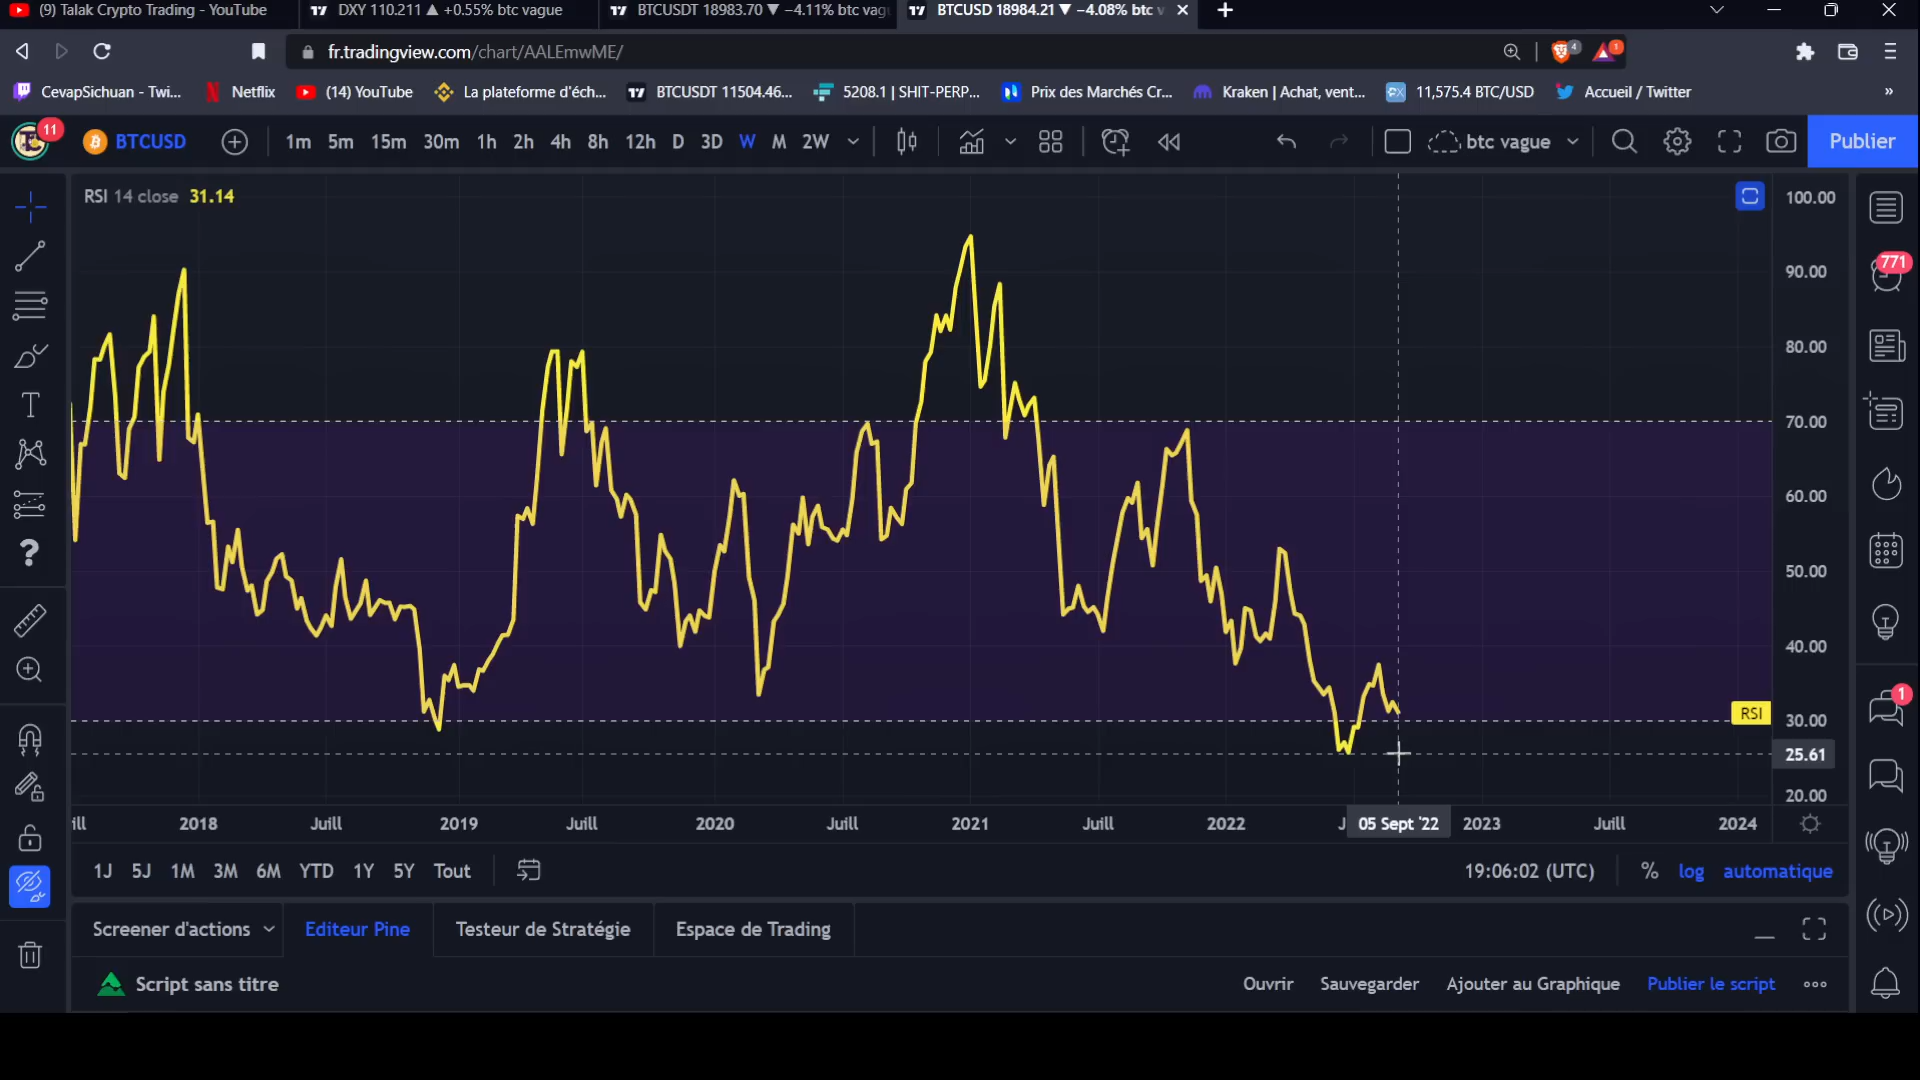 (9) Talak Crypto Trading - YouTube
DXY 110.211 ▲ +0.55% btc vague
BTCUSDT 18983.70 ▼ −4.11% btc vagu
BTCUSD 18984.21 ▼ −4.08% btc v
fr.tradingview.com/chart/AALEmwME/
4
1
CevapSichuan - Twi...
Netflix
(14) YouTube
La plateforme d'éch...
BTCUSDT 11504.46...
5208.1 | SHIT-PERP...
Prix des Marchés Cr...
Kraken | Achat, vent...
11,575.4 BTC/USD
Accueil / Twitter
»
11
BTCUSD
1m 5m 15m 30m 1h 2h 4h 8h 12h D 3D W M 2W
btc vague
Publier
RSI 14 close 31.14
100.00
90.00
80.00
70.00
60.00
50.00
40.00
RSI
30.00
25.61
20.00
771
1
ill 2018 Juill 2019 Juill 2020 Juill 2021 Juill 2022 J 05 Sept '22 2023 Juill 2024
1J 5J 1M 3M 6M YTD 1Y 5Y Tout
19:06:02 (UTC) % log automatique
Screener d'actions Editeur Pine Testeur de Stratégie Espace de Trading
Script sans titre
Ouvrir Sauvegarder Ajouter au Graphique Publier le script